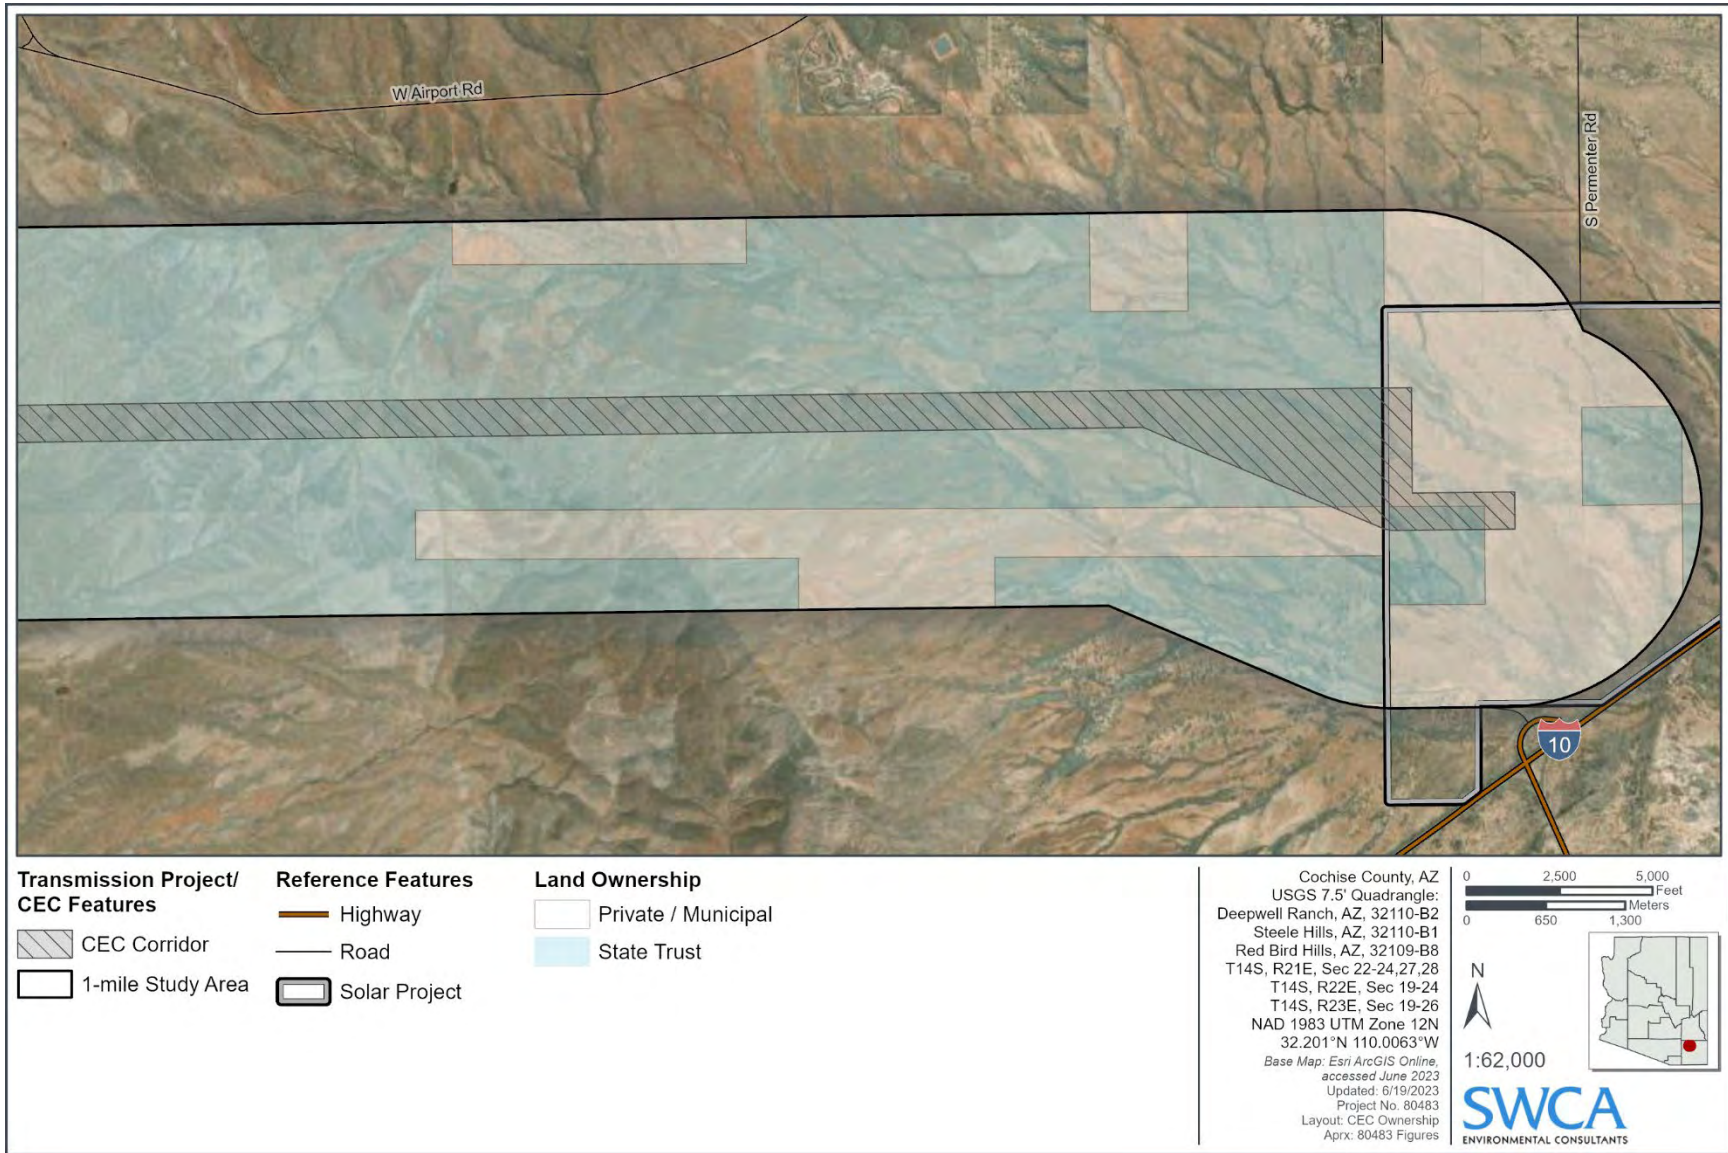 W Airport Rd
S Permenter Rd
10
Transmission Project/
CEC Features
CEC Corridor
1-mile Study Area
Reference Features
Highway
Road
Solar Project
Land Ownership
Private / Municipal
State Trust
Cochise County, AZ
USGS 7.5' Quadrangle:
Deepwell Ranch, AZ, 32110-B2
Steele Hills, AZ, 32110-B1
Red Bird Hills, AZ, 32109-B8
T14S, R21E, Sec 22-24,27,28
T14S, R22E, Sec 19-24
T14S, R23E, Sec 19-26
NAD 1983 UTM Zone 12N
32.201°N 110.0063°W
Base Map: Esri ArcGIS Online,
accessed June 2023
Updated: 6/19/2023
Project No. 80483
Layout: CEC Ownership
Aprx: 80483 Figures
0 2,500 5,000
Feet
Meters
0 650 1,300
N
1:62,000
SWCA
ENVIRONMENTAL CONSULTANTS